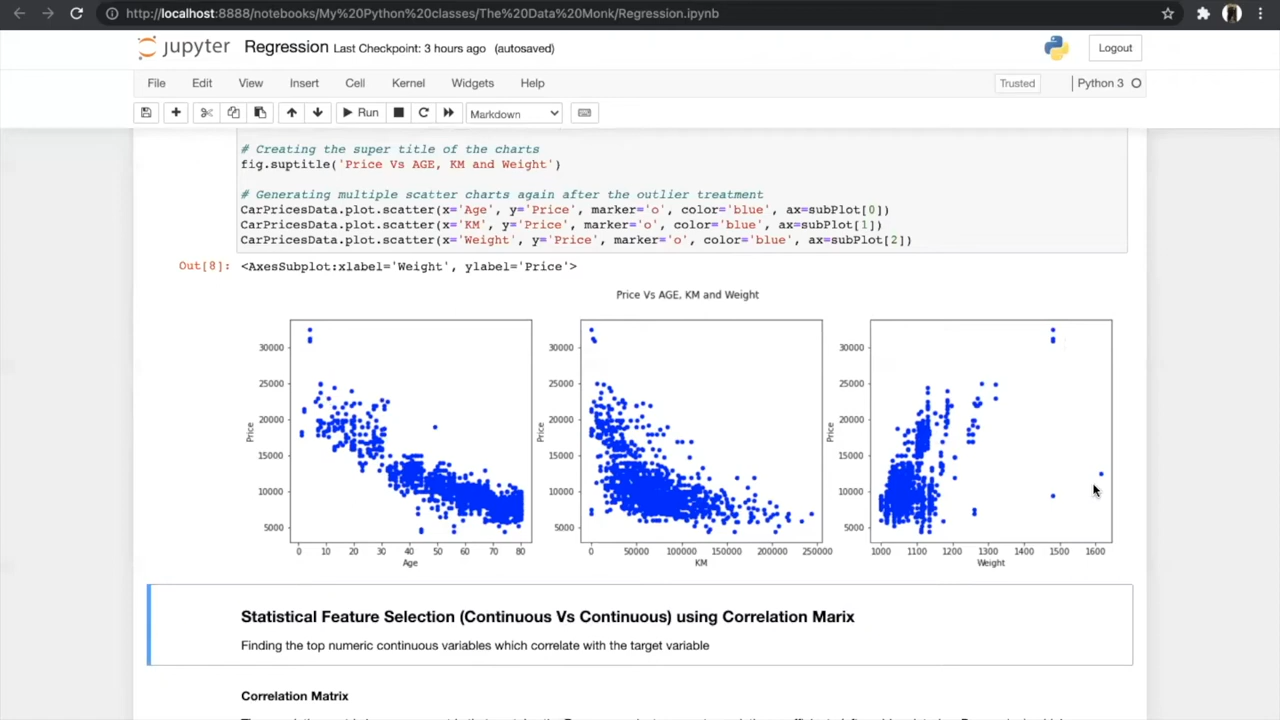 http://localhost:8888/notebooks/My%20Python%20classes/The%20Data%20Monk/Regression.ipynb
jupyter Regression Last Checkpoint: 3 hours ago (autosaved) Logout
File Edit View Insert Cell Kernel Widgets Help Trusted Python 3
Run Markdown
# Creating the super title of the charts
fig.suptitle('Price Vs AGE, KM and Weight')
# Generating multiple scatter charts again after the outlier treatment
CarPricesData.plot.scatter(x='Age', y='Price', marker='o', color='blue', ax=subPlot[0])
CarPricesData.plot.scatter(x='KM', y='Price', marker='o', color='blue', ax=subPlot[1])
CarPricesData.plot.scatter(x='Weight', y='Price', marker='o', color='blue', ax=subPlot[2])
Out[8]: <AxesSubplot:xlabel='Weight', ylabel='Price'>
Price Vs AGE, KM and Weight
30000
25000
20000
15000
10000
5000
Price
0 10 20 30 40 50 60 70 80
Age
30000
25000
20000
15000
10000
5000
Price
0 50000 100000 150000 200000 250000
KM
30000
25000
20000
15000
10000
5000
Price
1000 1100 1200 1300 1400 1500 1600
Weight
Statistical Feature Selection (Continuous Vs Continuous) using Correlation Marix
Finding the top numeric continuous variables which correlate with the target variable
Correlation Matrix